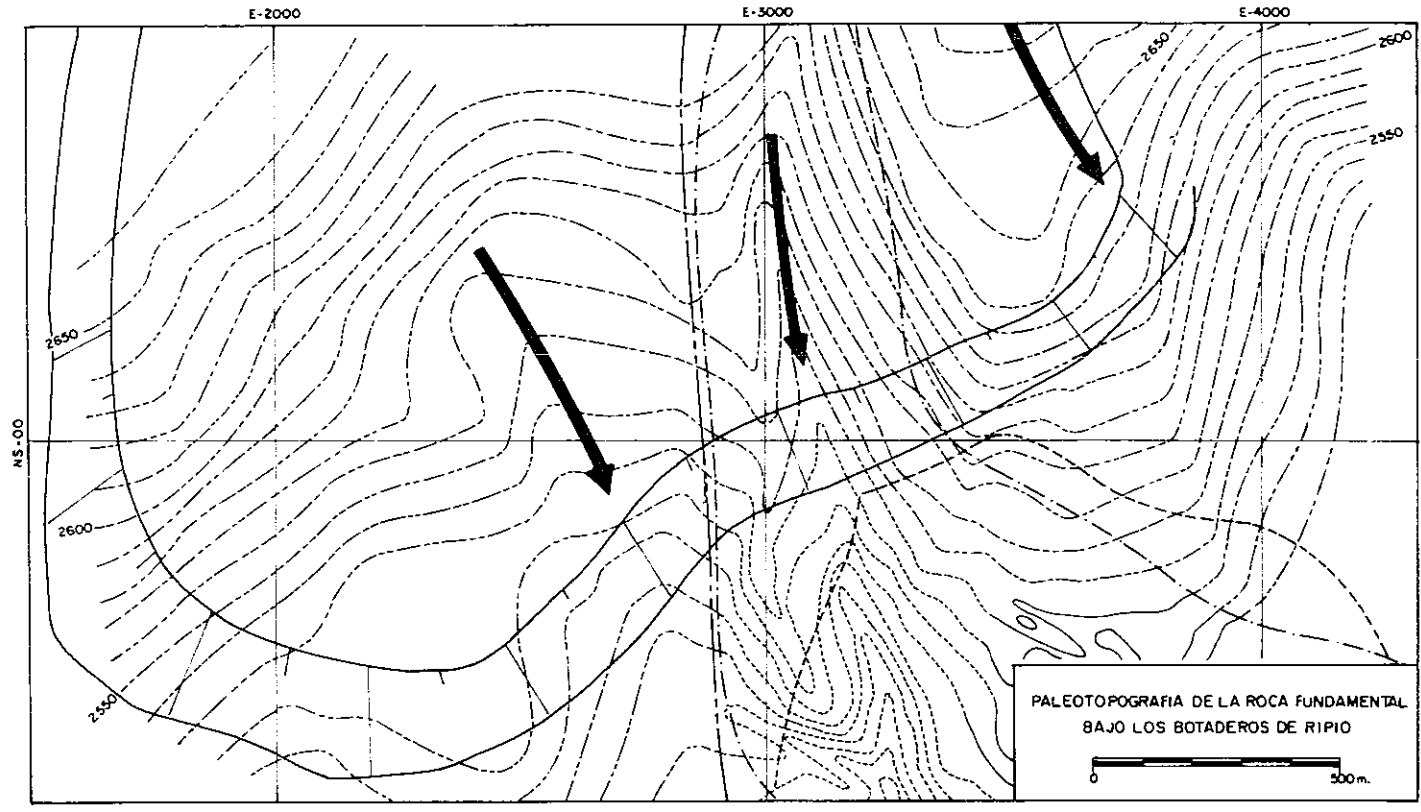 E-2000
E-3000
E-4000
2650
2600
2550
2650
NS-00
2600
2550
PALEOTOPOGRAFIA DE LA ROCA FUNDAMENTAL
BAJO LOS BOTADEROS DE RIPIO
0
500m.